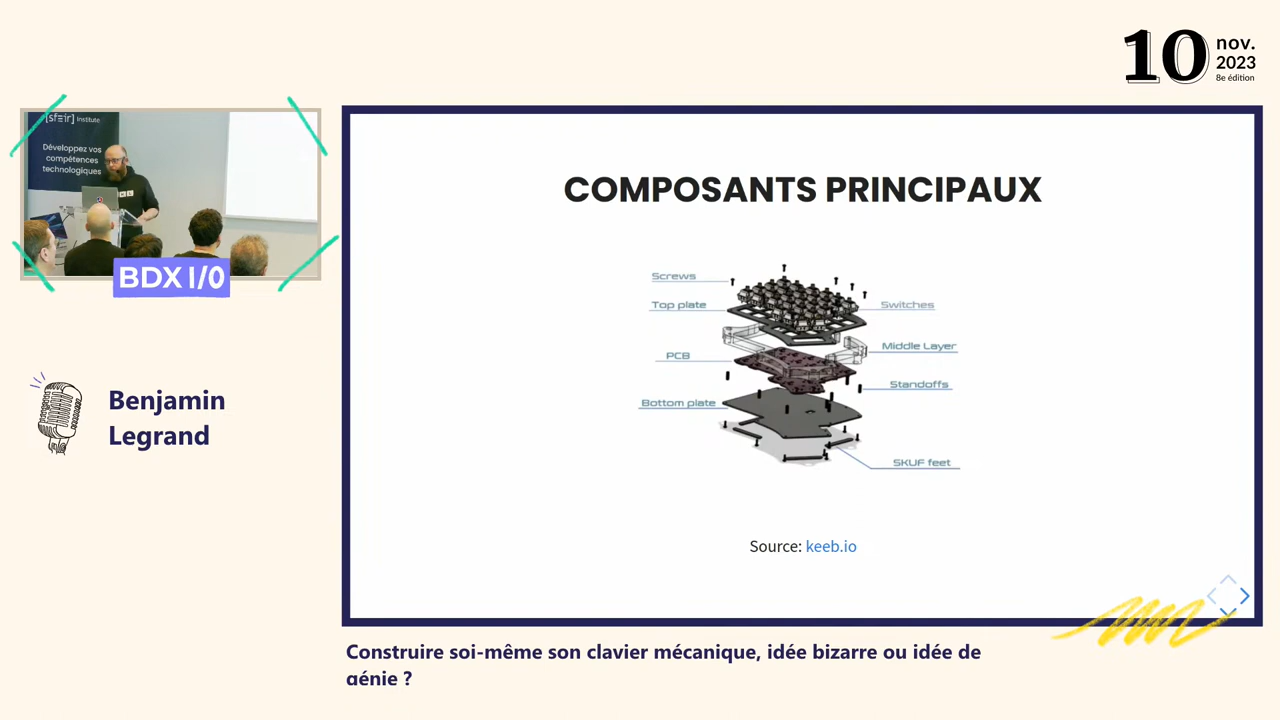 10
nov.
2023
8e édition
[sfeir] Institute
Développez vos
compétences
technologiques
BDX I/O
Benjamin
Legrand
COMPOSANTS PRINCIPAUX
Screws
Top plate
Switches
Middle Layer
PCB
Standoffs
Bottom plate
SKUF feet
Source: keeb.io
Construire soi-même son clavier mécanique, idée bizarre ou idée de
génie ?